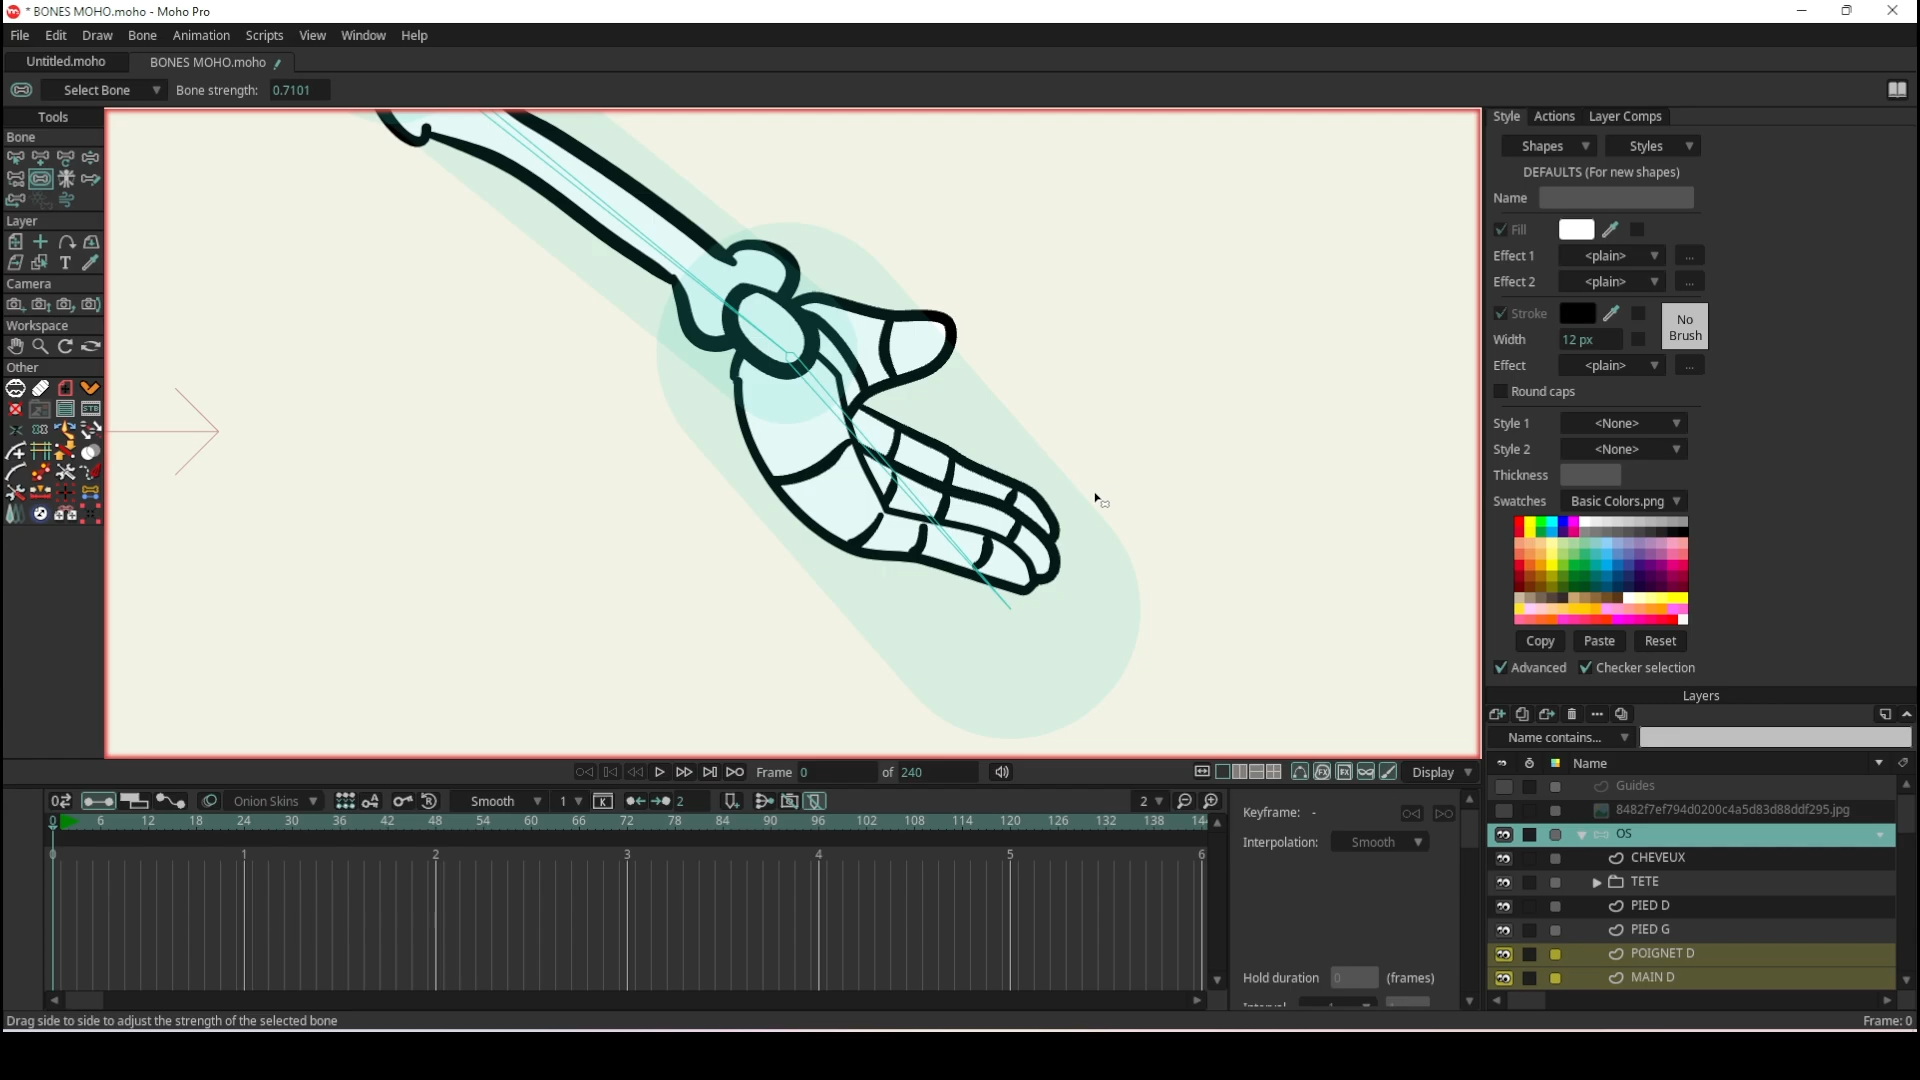 * BONES MOHO.moho - Moho Pro
File Edit Draw Bone Animation Scripts View Window Help
Untitled.moho BONES MOHO.moho
Select Bone Bone strength: 0.7101
Tools
Bone
Layer
T
Camera
Workspace
Other
STB
Style Actions Layer Comps
Shapes Styles
DEFAULTS (For new shapes)
Name
Fill
Effect 1 <plain> ...
Effect 2 <plain> ...
Stroke
No Brush
Width 12 px
Effect <plain> ...
Round caps
Style 1 <None>
Style 2 <None>
Thickness
Swatches Basic Colors.png
Copy Paste Reset
Advanced Checker selection
Layers
Name contains...
Name
Guides
8482f7ef794d0200c4a5d83d88ddf295.jpg
OS
CHEVEUX
TETE
PIED D
PIED G
POIGNET D
MAIN D
Frame 0 of 240 Display
Onion Skins Smooth 1 2 2
0 6 12 18 24 30 36 42 48 54 60 66 72 78 84 90 96 102 108 114 120 126 132 138 14
0 1 2 3 4 5 6
Keyframe: -
Interpolation: Smooth
Hold duration 0 (frames)
Drag side to side to adjust the strength of the selected bone Frame: 0